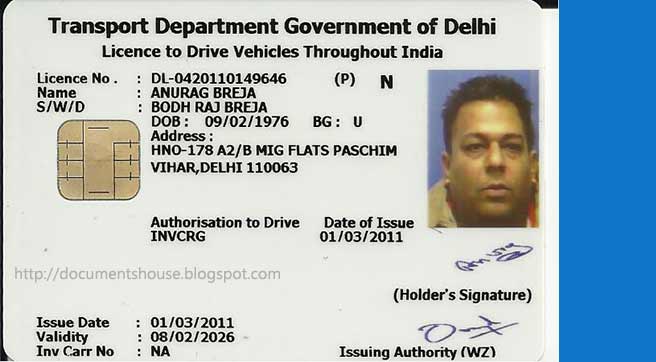 Transport Department Government of Delhi
Licence to Drive Vehicles Throughout India
Licence No . : DL-0420110149646 (P) N
Name : ANURAG BREJA
S/W/D : BODH RAJ BREJA
DOB : 09/02/1976 BG : U
Address :
HNO-178 A2/B MIG FLATS PASCHIM
VIHAR,DELHI 110063
Authorisation to Drive Date of Issue
INVCRG 01/03/2011
http://documentshouse.blogspot.com
(Holder's Signature)
Issue Date : 01/03/2011
Validity : 08/02/2026
Inv Carr No : NA Issuing Authority (WZ)